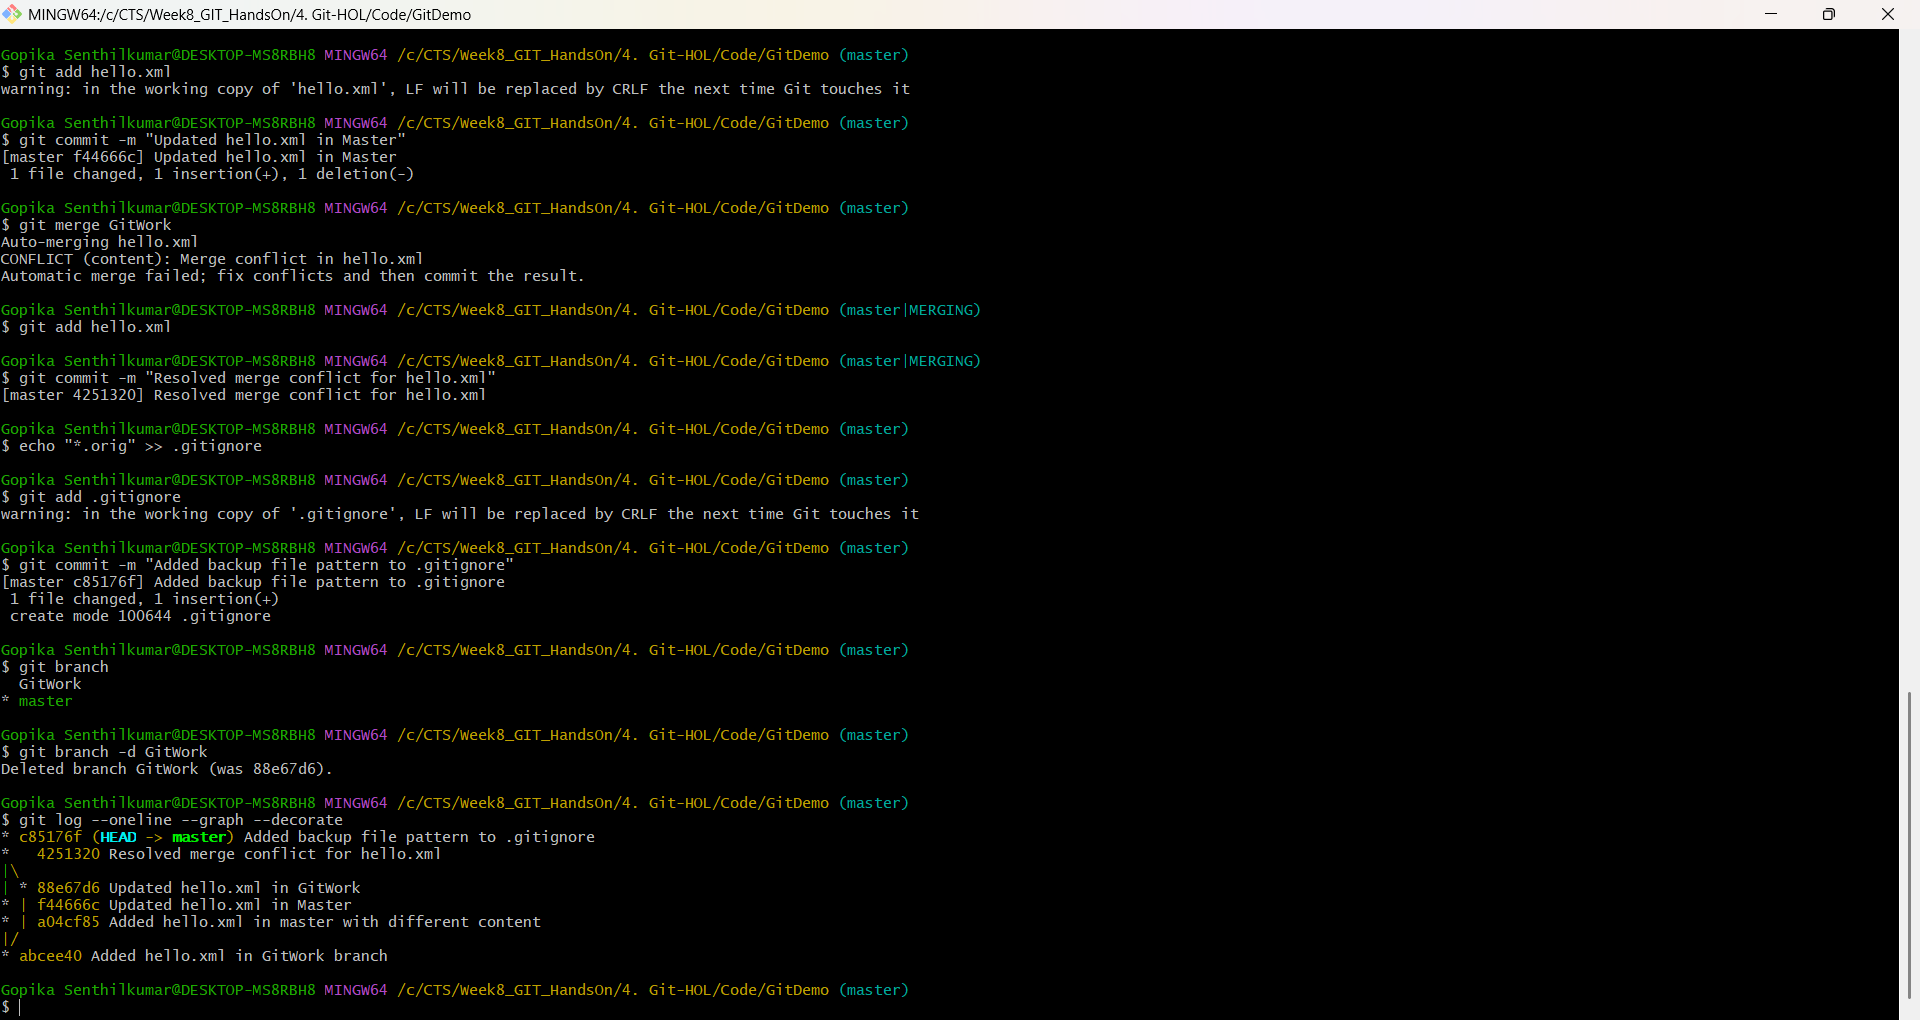 MINGW64:/c/CTS/Week8_GIT_HandsOn/4. Git-HOL/Code/GitDemo
Gopika Senthilkumar@DESKTOP-MS8RBH8 MINGW64 /c/CTS/Week8_GIT_HandsOn/4. Git-HOL/Code/GitDemo (master)
$ git add hello.xml
warning: in the working copy of 'hello.xml', LF will be replaced by CRLF the next time Git touches it
Gopika Senthilkumar@DESKTOP-MS8RBH8 MINGW64 /c/CTS/Week8_GIT_HandsOn/4. Git-HOL/Code/GitDemo (master)
$ git commit -m "Updated hello.xml in Master"
[master f44666c] Updated hello.xml in Master
 1 file changed, 1 insertion(+), 1 deletion(-)
Gopika Senthilkumar@DESKTOP-MS8RBH8 MINGW64 /c/CTS/Week8_GIT_HandsOn/4. Git-HOL/Code/GitDemo (master)
$ git merge GitWork
Auto-merging hello.xml
CONFLICT (content): Merge conflict in hello.xml
Automatic merge failed; fix conflicts and then commit the result.
Gopika Senthilkumar@DESKTOP-MS8RBH8 MINGW64 /c/CTS/Week8_GIT_HandsOn/4. Git-HOL/Code/GitDemo (master|MERGING)
$ git add hello.xml
Gopika Senthilkumar@DESKTOP-MS8RBH8 MINGW64 /c/CTS/Week8_GIT_HandsOn/4. Git-HOL/Code/GitDemo (master|MERGING)
$ git commit -m "Resolved merge conflict for hello.xml"
[master 4251320] Resolved merge conflict for hello.xml
Gopika Senthilkumar@DESKTOP-MS8RBH8 MINGW64 /c/CTS/Week8_GIT_HandsOn/4. Git-HOL/Code/GitDemo (master)
$ echo "*.orig" >> .gitignore
Gopika Senthilkumar@DESKTOP-MS8RBH8 MINGW64 /c/CTS/Week8_GIT_HandsOn/4. Git-HOL/Code/GitDemo (master)
$ git add .gitignore
warning: in the working copy of '.gitignore', LF will be replaced by CRLF the next time Git touches it
Gopika Senthilkumar@DESKTOP-MS8RBH8 MINGW64 /c/CTS/Week8_GIT_HandsOn/4. Git-HOL/Code/GitDemo (master)
$ git commit -m "Added backup file pattern to .gitignore"
[master c85176f] Added backup file pattern to .gitignore
 1 file changed, 1 insertion(+)
 create mode 100644 .gitignore
Gopika Senthilkumar@DESKTOP-MS8RBH8 MINGW64 /c/CTS/Week8_GIT_HandsOn/4. Git-HOL/Code/GitDemo (master)
$ git branch
  GitWork
* master
Gopika Senthilkumar@DESKTOP-MS8RBH8 MINGW64 /c/CTS/Week8_GIT_HandsOn/4. Git-HOL/Code/GitDemo (master)
$ git branch -d GitWork
Deleted branch GitWork (was 88e67d6).
Gopika Senthilkumar@DESKTOP-MS8RBH8 MINGW64 /c/CTS/Week8_GIT_HandsOn/4. Git-HOL/Code/GitDemo (master)
$ git log --oneline --graph --decorate
* c85176f (HEAD -> master) Added backup file pattern to .gitignore
*   4251320 Resolved merge conflict for hello.xml
|\
| * 88e67d6 Updated hello.xml in GitWork
* | f44666c Updated hello.xml in Master
* | a04cf85 Added hello.xml in master with different content
|/
* abcee40 Added hello.xml in GitWork branch
Gopika Senthilkumar@DESKTOP-MS8RBH8 MINGW64 /c/CTS/Week8_GIT_HandsOn/4. Git-HOL/Code/GitDemo (master)
$